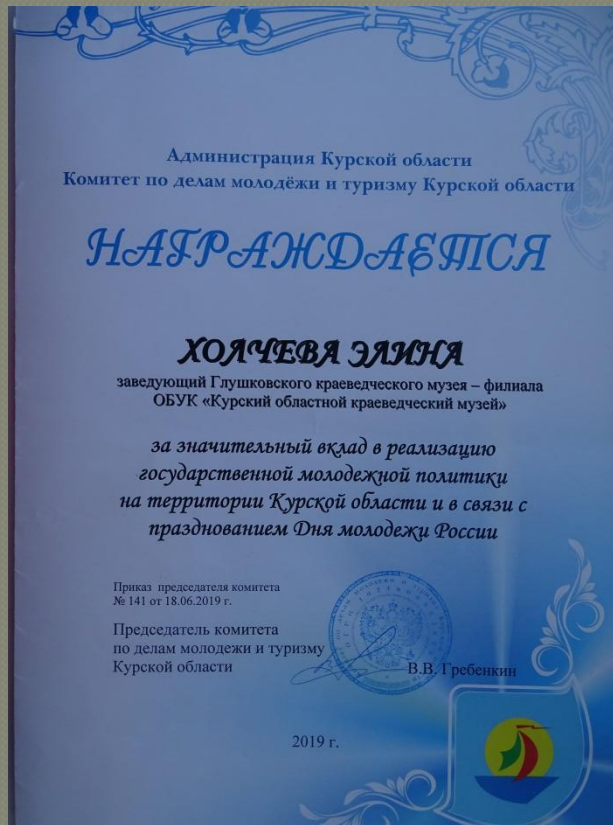 Администрация Курской области
Комитет по делам молодёжи и туризму Курской области
НАГРАЖДАЕТСЯ
ХОЛЧЕВА ЭЛИНА
заведующий Глушковского краеведческого музея – филиала
ОБУК «Курский областной краеведческий музей»
за значительный вклад в реализацию
государственной молодежной политики
на территории Курской области и в связи с
празднованием Дня молодежи России
Приказ председателя комитета
№ 141 от 18.06.2019 г.
Председатель комитета
по делам молодежи и туризму
Курской области
В.В. Гребенкин
2019 г.